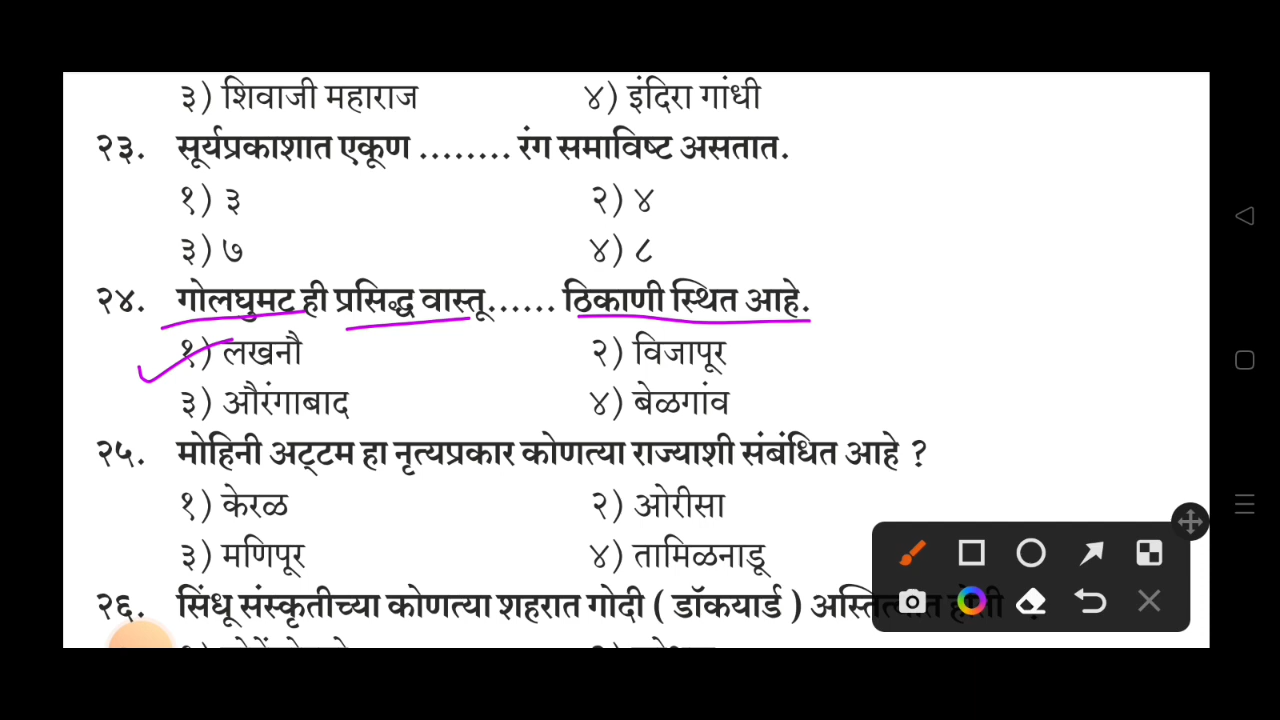 ३) शिवाजी महाराज ४) इंदिरा गांधी
२३. सूर्यप्रकाशात एकूण ........ रंग समाविष्ट असतात.
१) ३ २) ४
३) ७ ४) ८
२४. गोलघुमट ही प्रसिद्ध वास्तू...... ठिकाणी स्थित आहे.
१) लखनौ २) विजापूर
३) औरंगाबाद ४) बेळगांव
२५. मोहिनी अट्टम हा नृत्यप्रकार कोणत्या राज्याशी संबंधित आहे ?
१) केरळ २) ओरीसा
३) मणिपूर ४) तामिळनाडू
२६. सिंधू संस्कृतीच्या कोणत्या शहरात गोदी ( डॉकयार्ड )